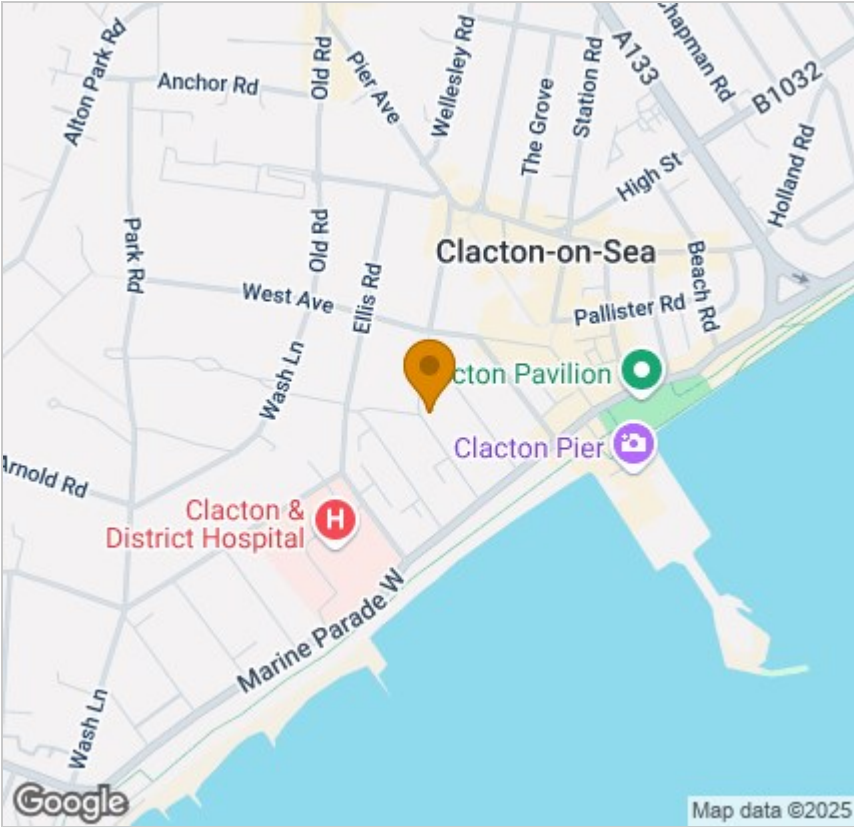 Alton Park Rd
Anchor Rd
Old Rd
Pier Ave
Wellesley Rd
The Grove
Station Rd
A133
Chapman Rd
B1032
High St
Holland Rd
Park Rd
Old Rd
Ellis Rd
Clacton-on-Sea
Beach Rd
West Ave
Pallister Rd
Wash Ln
cton Pavilion
Clacton Pier
Arnold Rd
Clacton &
District Hospital
H
Marine Parade W
Wash Ln
Google
Map data ©2025